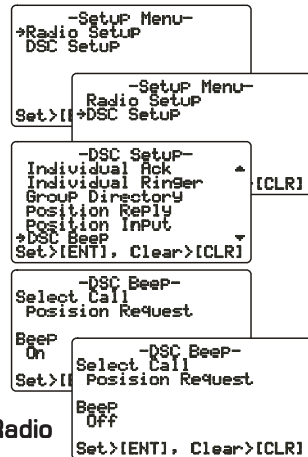 -Setup Menu-
→Radio Setup
DSC Setup
Set>[
-Setup Menu-
Radio Setup
→DSC Setup
[CLR]
-DSC Setup-
Individual Ack
Individual Ringer
Group Directory
Position Reply
Position Input
→DSC Beep
Set>[ENT], Clear>[CLR]
-DSC Beep-
Select Call
Posision Request
Beep
On
Set>[
-DSC Beep-
Select Call
Posision Request
Beep
Off
Set>[ENT], Clear>[CLR]
Radio